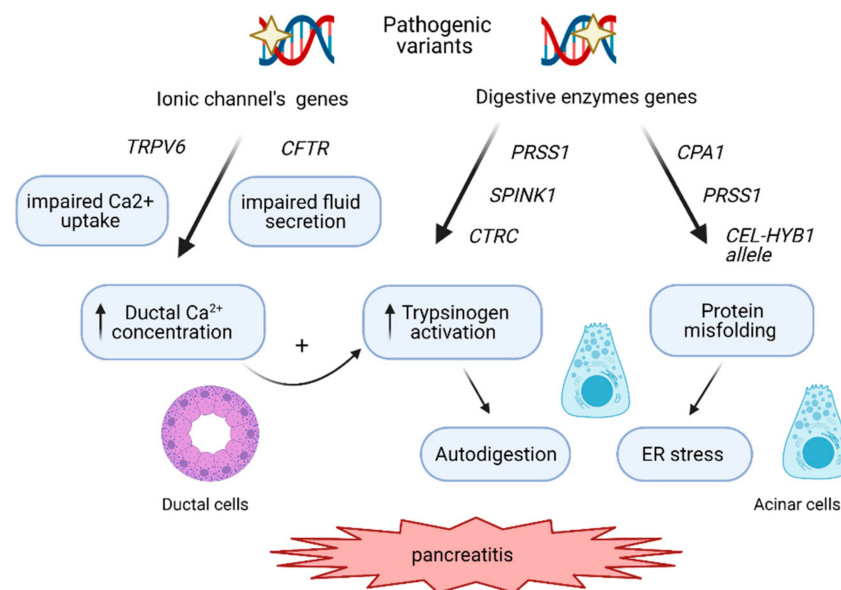 Pathogenic
variants
Ionic channel's genes
Digestive enzymes genes
TRPV6
CFTR
PRSS1
CPA1
impaired Ca2+
uptake
impaired fluid
secretion
SPINK1
PRSS1
CTRC
CEL-HYB1
allele
Ductal Ca²⁺
concentration
+
Trypsinogen
activation
Protein
misfolding
Autodigestion
ER stress
Ductal cells
Acinar cells
pancreatitis